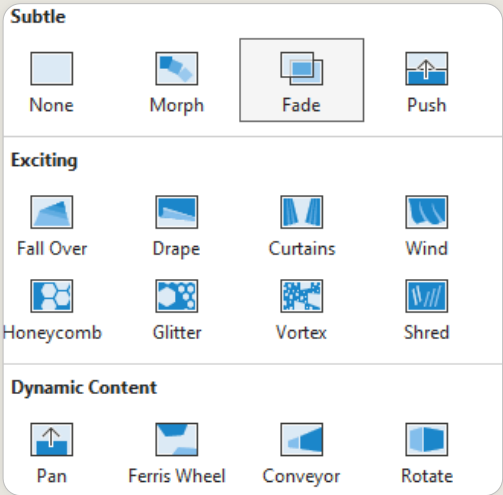 Subtle
None Morph Fade Push
Exciting
Fall Over Drape Curtains Wind
Honeycomb Glitter Vortex Shred
Dynamic Content
Pan Ferris Wheel Conveyor Rotate